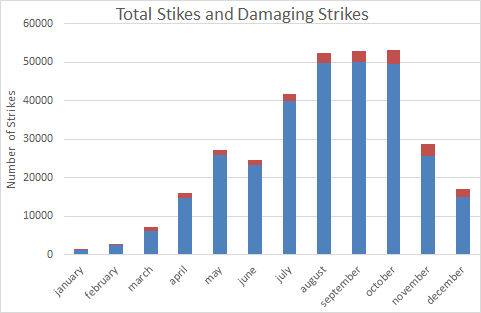 Total Stikes and Damaging Strikes
Number of Strikes
60000
50000
40000
30000
20000
10000
0
january
february
march
april
may
june
july
august
september
october
november
december